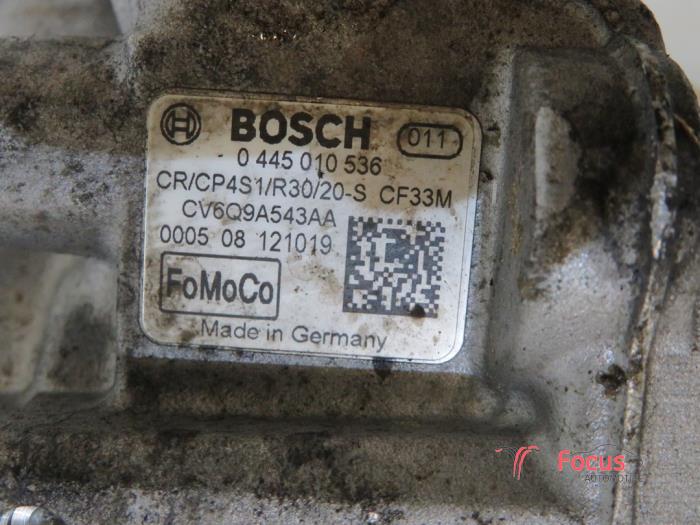 BOSCH 011
0 445 010 536
CR/CP4S1/R30/20-S CF33M
CV6Q9A543AA
0005 08 121019
FoMoCo
Made in Germany
Focus
AUTOMOTIVE